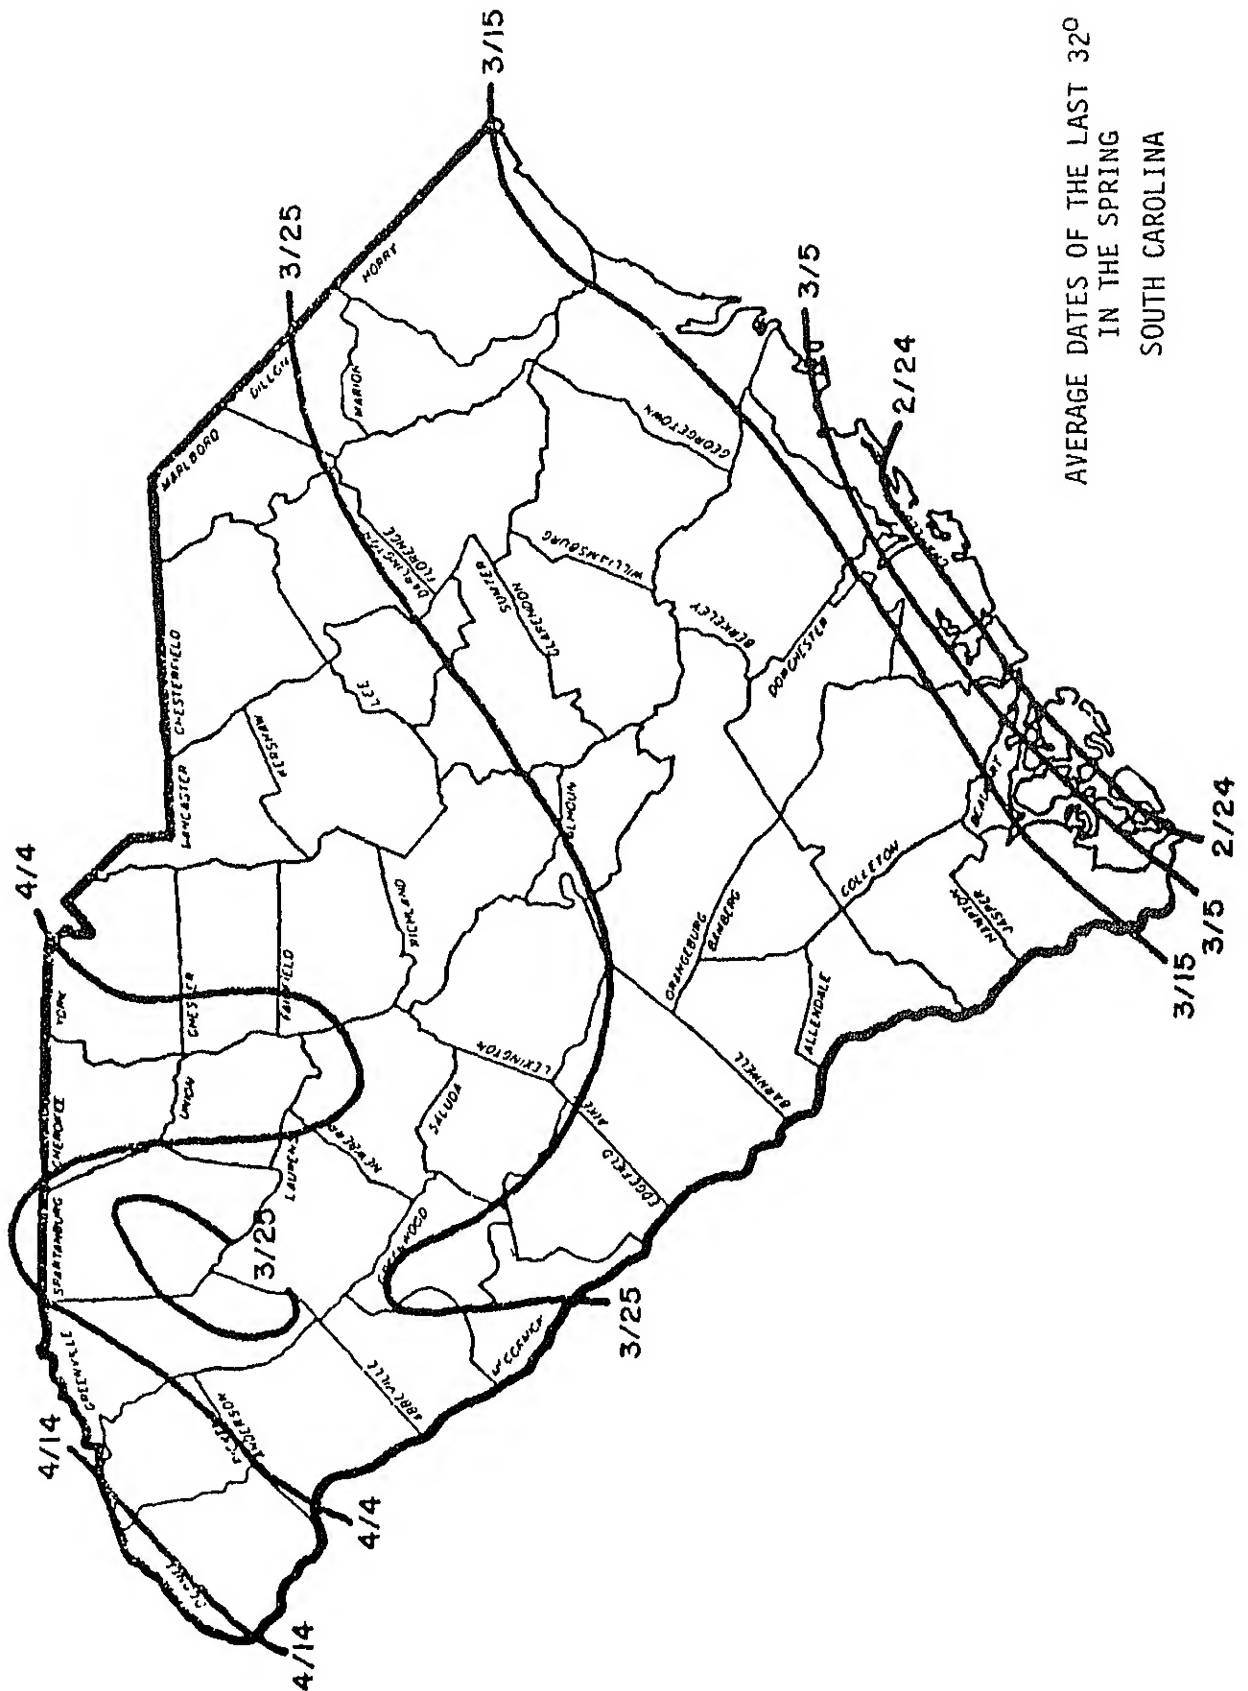 AVERAGE DATES OF THE LAST 32°
IN THE SPRING
SOUTH CAROLINA
4/14
4/14
4/4
4/4
4/4
3/25
3/25
3/25
3/15
3/15
3/5
3/5
2/24
2/24
GREENVILLE
SPARTANBURG
CHEROKEE
YORK
ANDERSON
UNION
CHESTER
LANCASTER
CHESTERFIELD
MARLBORO
DILLON
LAURENS
FAIRFIELD
KERSHAW
LEE
DARLINGTON
FLORENCE
MARION
HORRY
ABBEVILLE
GREENWOOD
NEWBERRY
SALUDA
RICHLAND
LEXINGTON
SUMTER
CLARENDON
WILLIAMSBURG
GEORGETOWN
McCORMICK
EDGEFIELD
AIKEN
BARNWELL
ORANGEBURG
BAMBERG
BERKELEY
DORCHESTER
ALLENDALE
COLLETON
HAMPTON
JASPER